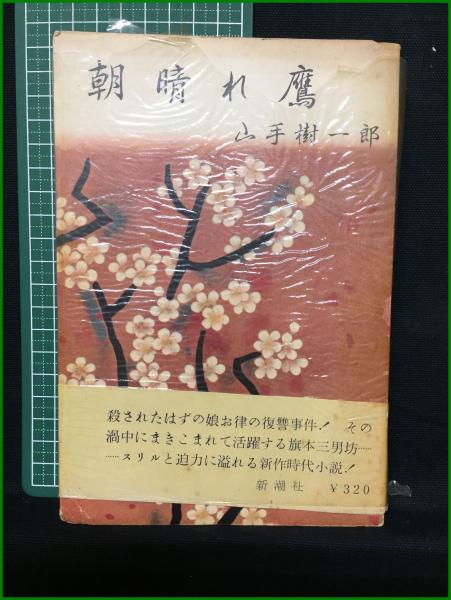 朝晴れ鷹
山手樹一郎
殺されたはずの娘お律の復讐事件！ その
渦中にまきこまれて活躍する旗本三男坊……
……スリルと迫力に溢れる新作時代小説！
新潮社 ￥320